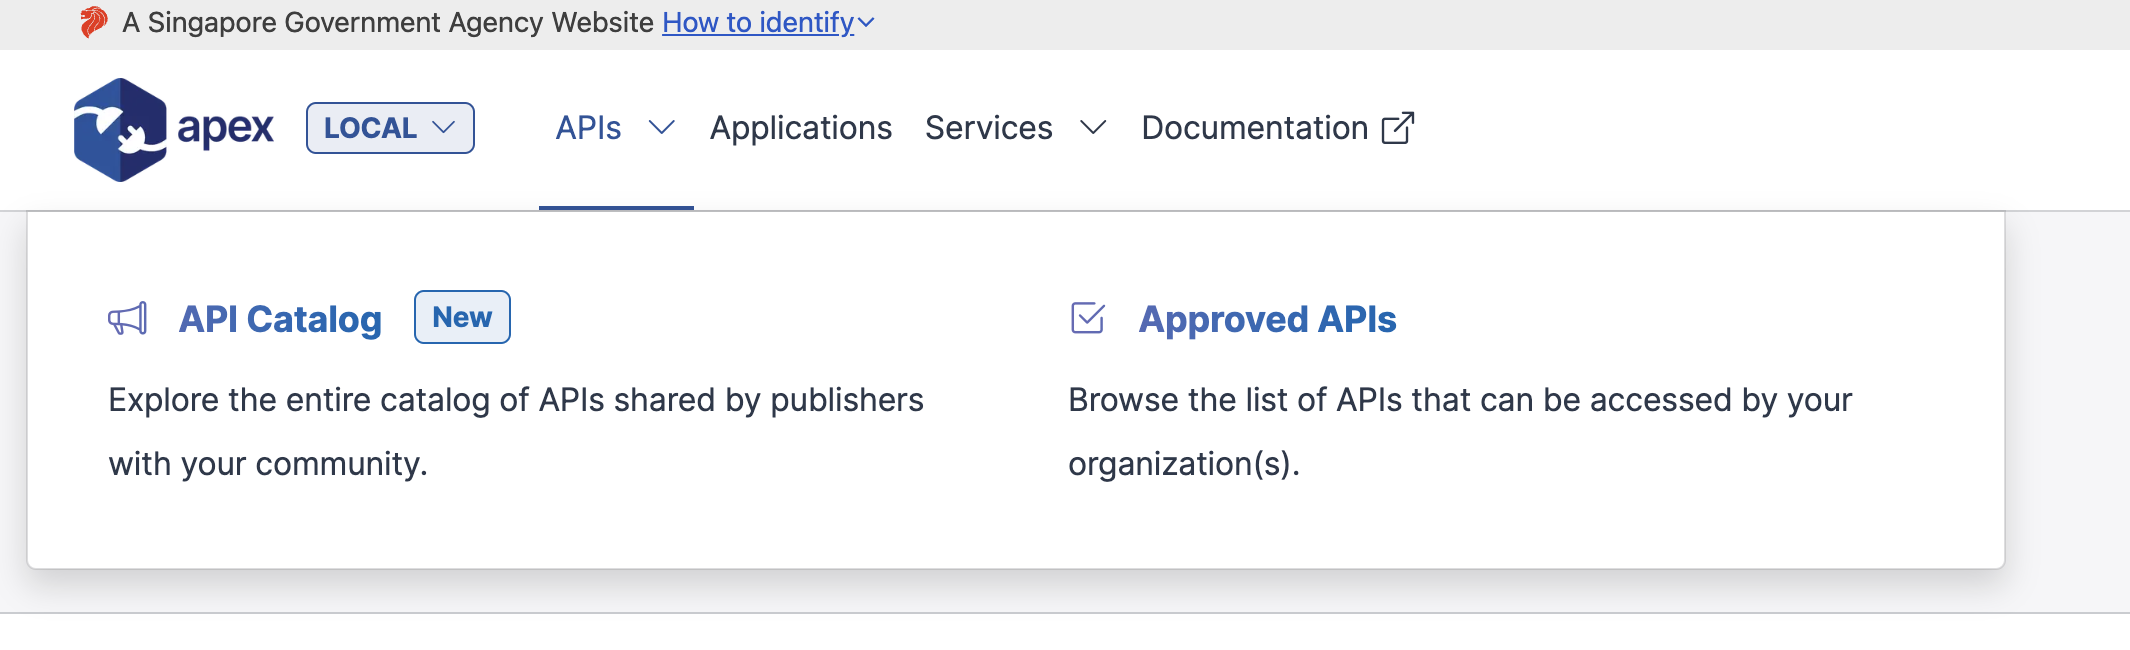 A Singapore Government Agency Website How to identify
apex LOCAL APIs Applications Services Documentation
API Catalog New
Explore the entire catalog of APIs shared by publishers
with your community.
Approved APIs
Browse the list of APIs that can be accessed by your
organization(s).